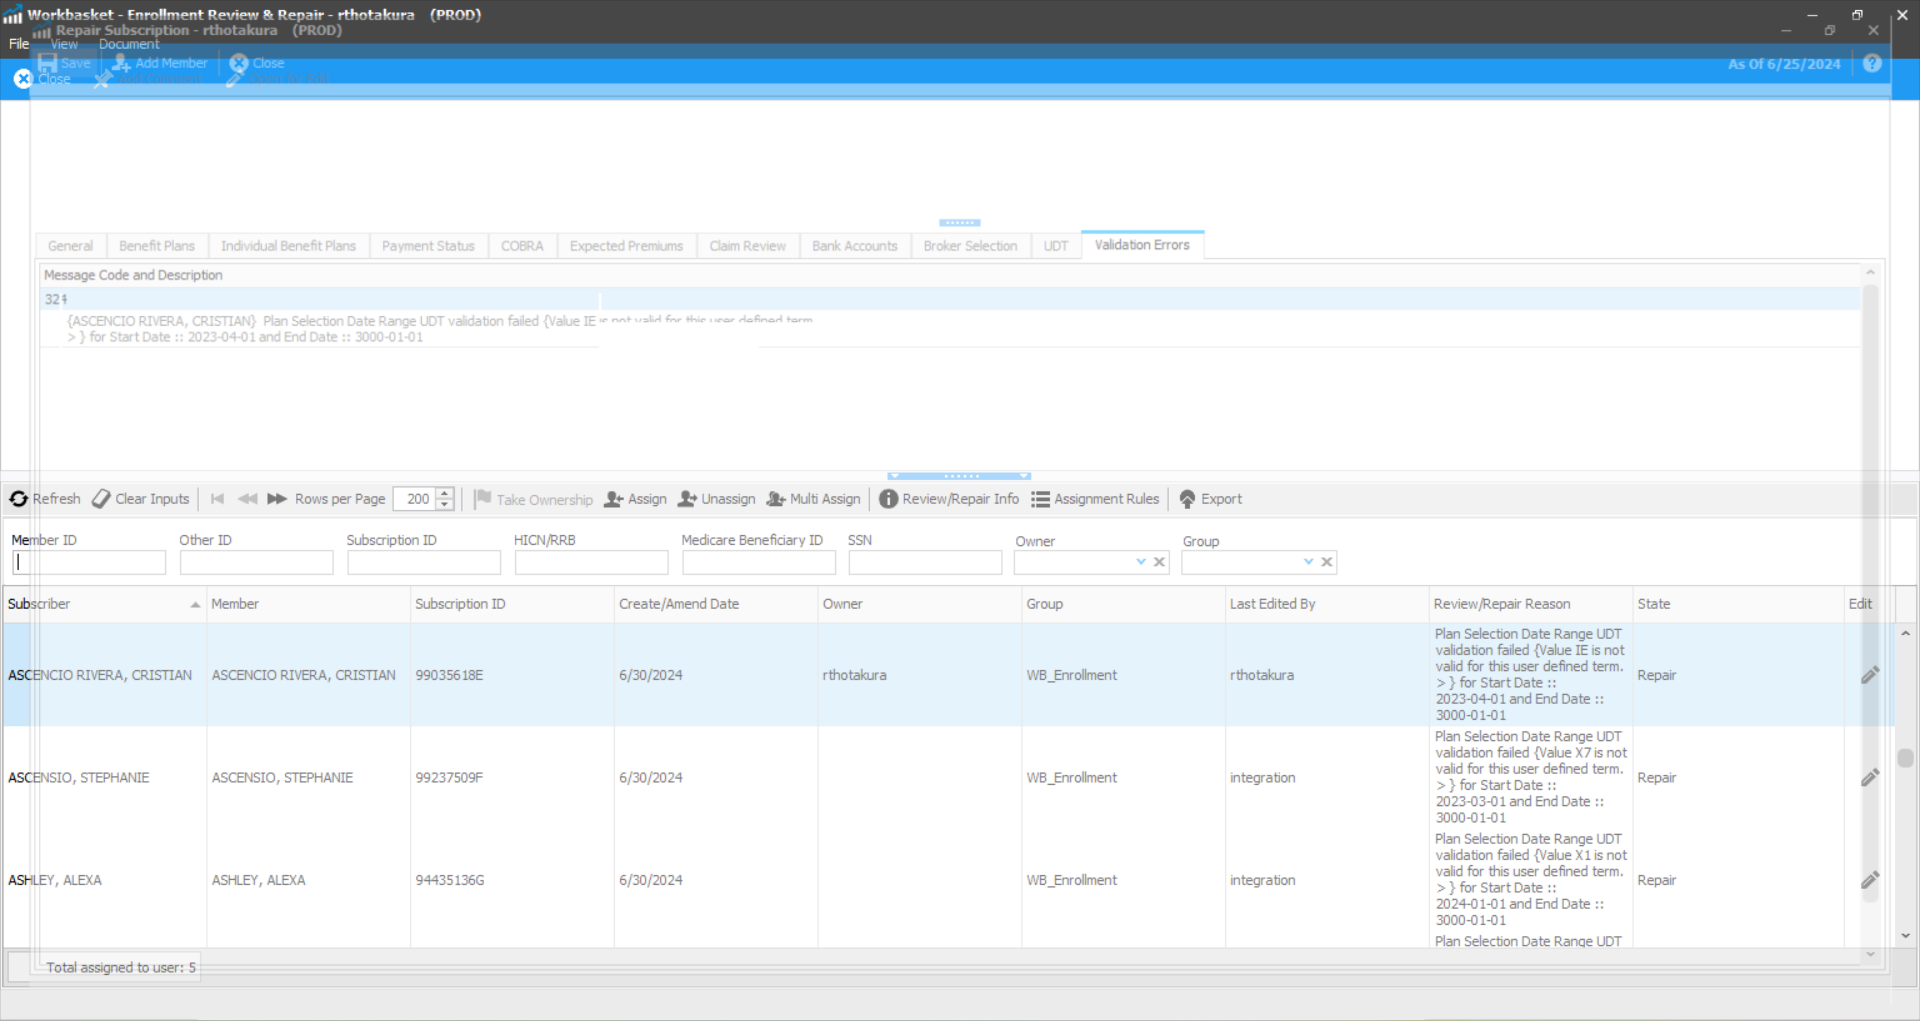 Workbasket - Enrollment Review & Repair - rthotakura (PROD)
Repair Subscription - rthotakura (PROD)
File View Document
Save Add Member Close
Close
As Of 6/25/2024
General Benefit Plans Individual Benefit Plans Payment Status COBRA Expected Premiums Claim Review Bank Accounts Broker Selection UDT Validation Errors
Message Code and Description
{ASCENCIO RIVERA, CRISTIAN} Plan Selection Date Range UDT validation failed {Value IE is not valid for this user defined term
> } for Start Date :: 2023-04-01 and End Date :: 3000-01-01
Refresh Clear Inputs Rows per Page 200 Take Ownership Assign Unassign Multi Assign Review/Repair Info Assignment Rules Export
Member ID Other ID Subscription ID HICN/RRB Medicare Beneficiary ID SSN Owner Group
Subscriber Member Subscription ID Create/Amend Date Owner Group Last Edited By Review/Repair Reason State Edit
ASCENCIO RIVERA, CRISTIAN ASCENCIO RIVERA, CRISTIAN 99035618E 6/30/2024 rthotakura WB_Enrollment rthotakura Repair
Plan Selection Date Range UDT
validation failed {Value IE is not
valid for this user defined term.
> } for Start Date ::
2023-04-01 and End Date ::
3000-01-01
ASCENSIO, STEPHANIE ASCENSIO, STEPHANIE 99237509F 6/30/2024 WB_Enrollment integration Repair
Plan Selection Date Range UDT
validation failed {Value X7 is not
valid for this user defined term.
> } for Start Date ::
2023-03-01 and End Date ::
3000-01-01
ASHLEY, ALEXA ASHLEY, ALEXA 94435136G 6/30/2024 WB_Enrollment integration Repair
Plan Selection Date Range UDT
validation failed {Value X1 is not
valid for this user defined term.
> } for Start Date ::
2024-01-01 and End Date ::
3000-01-01
Plan Selection Date Range UDT
Total assigned to user: 5